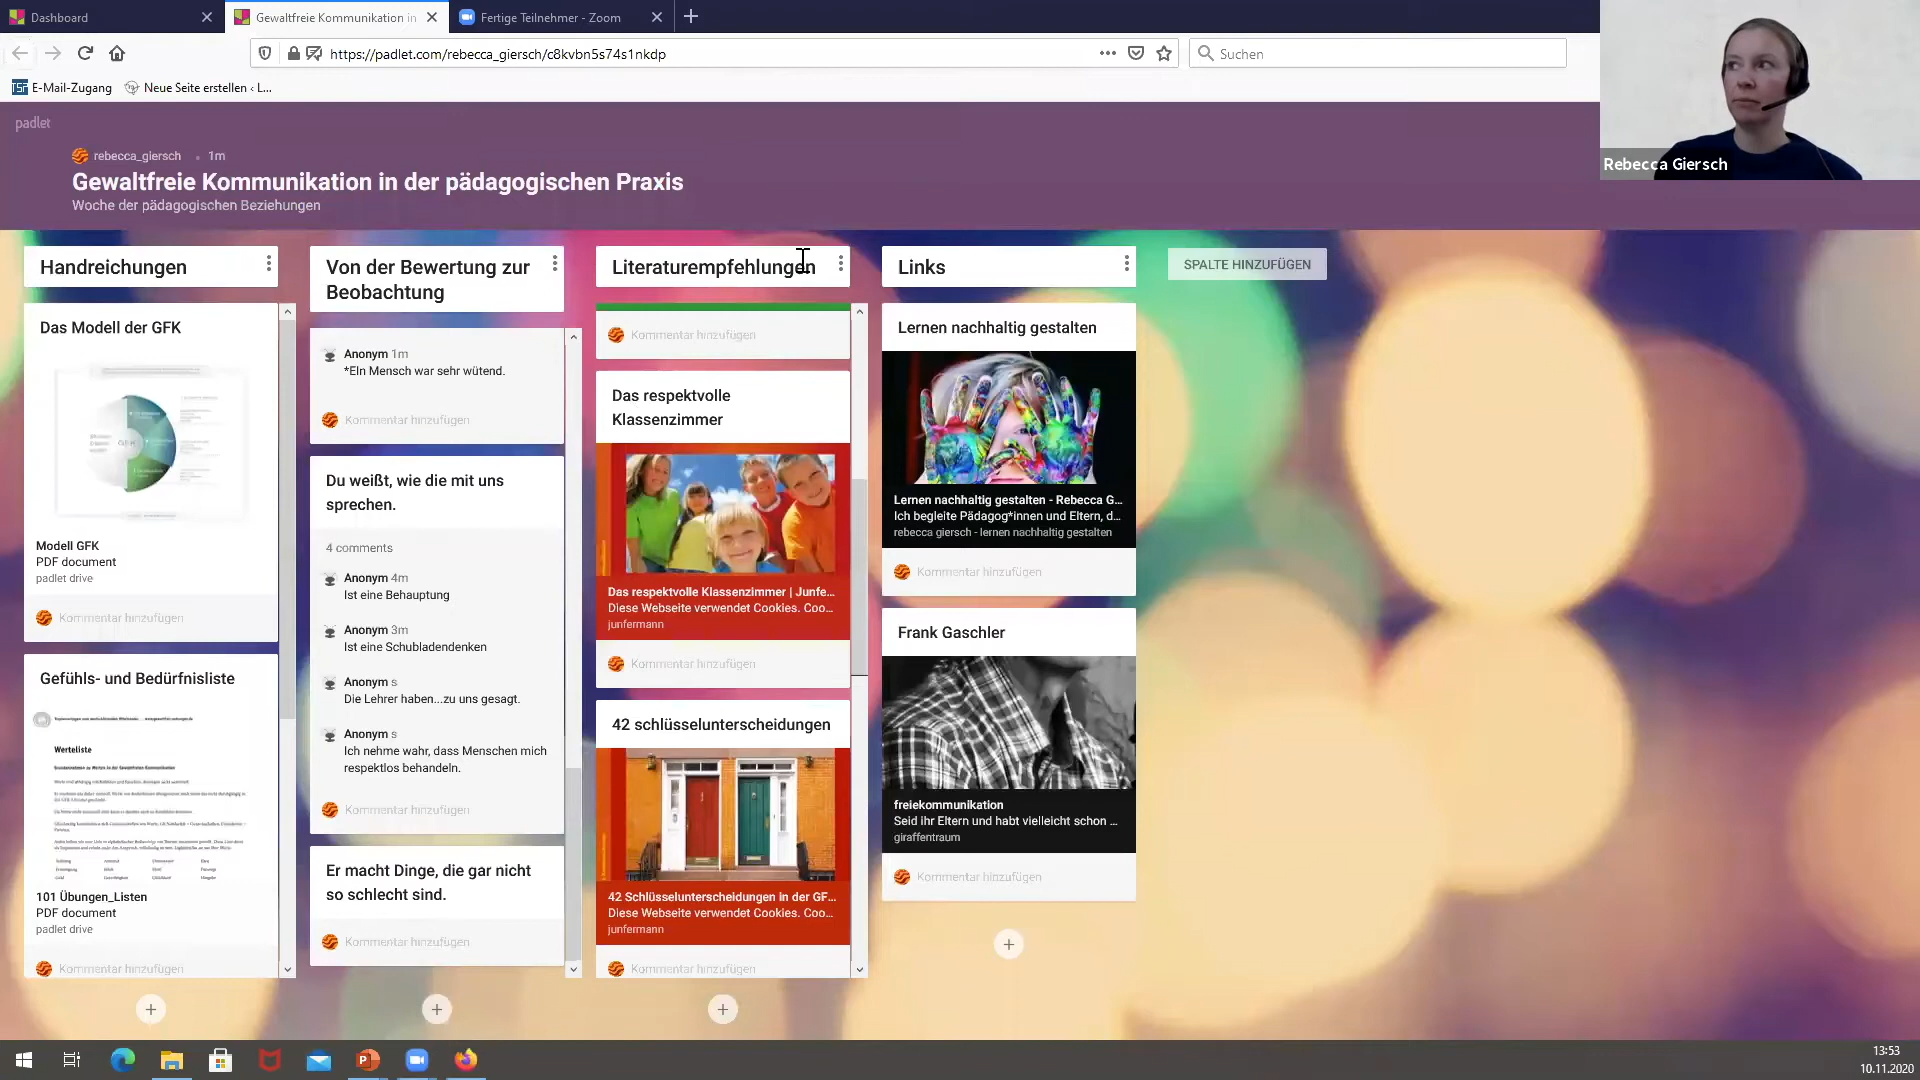 Dashboard
Gewaltfreie Kommunikation in
Fertige Teilnehmer - Zoom
https://padlet.com/rebecca_giersch/c8kvbn5s74s1nkdp
Suchen
E-Mail-Zugang
Neue Seite erstellen ‹ L...
Rebecca Giersch
padlet
rebecca_giersch . 1m
Gewaltfreie Kommunikation in der pädagogischen Praxis
Woche der pädagogischen Beziehungen
Handreichungen
Das Modell der GFK
Modell GFK
PDF document
padlet drive
Kommentar hinzufügen
Gefühls- und Bedürfnisliste
Werteliste
101 Übungen_Listen
PDF document
padlet drive
Kommentar hinzufügen
Von der Bewertung zur
Beobachtung
Anonym 1m
*EIn Mensch war sehr wütend.
Kommentar hinzufügen
Du weißt, wie die mit uns
sprechen.
4 comments
Anonym 4m
Ist eine Behauptung
Anonym 3m
Ist eine Schubladendenken
Anonym s
Die Lehrer haben...zu uns gesagt.
Anonym s
Ich nehme wahr, dass Menschen mich
respektlos behandeln.
Kommentar hinzufügen
Er macht Dinge, die gar nicht
so schlecht sind.
Kommentar hinzufügen
Literaturempfehlungen
Kommentar hinzufügen
Das respektvolle
Klassenzimmer
Das respektvolle Klassenzimmer | Junfe...
Diese Webseite verwendet Cookies. Coo...
junfermann
Kommentar hinzufügen
42 schlüsselunterscheidungen
42 Schlüsselunterscheidungen in der GF...
Diese Webseite verwendet Cookies. Coo...
junfermann
Kommentar hinzufügen
Links
Lernen nachhaltig gestalten
Lernen nachhaltig gestalten - Rebecca G...
Ich begleite Pädagog*innen und Eltern, d...
rebecca giersch - lernen nachhaltig gestalten
Kommentar hinzufügen
Frank Gaschler
freiekommunikation
Seid ihr Eltern und habt vielleicht schon ...
giraffentraum
Kommentar hinzufügen
SPALTE HINZUFÜGEN
13:53
10.11.2020